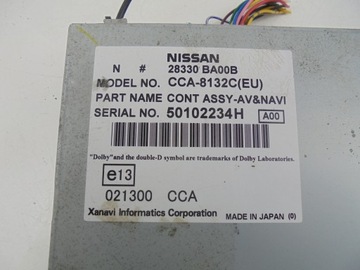 NISSAN
N # 28330 BA00B
MODEL NO. CCA-8132C(EU)
PART NAME CONT ASSY-AV&NAVI
SERIAL NO. 50102234H A00
"Dolby"and the double-D symbol are trademarks of Dolby Laboratories.
e13
021300 CCA
Xanavi Informatics Corporation MADE IN JAPAN (0)